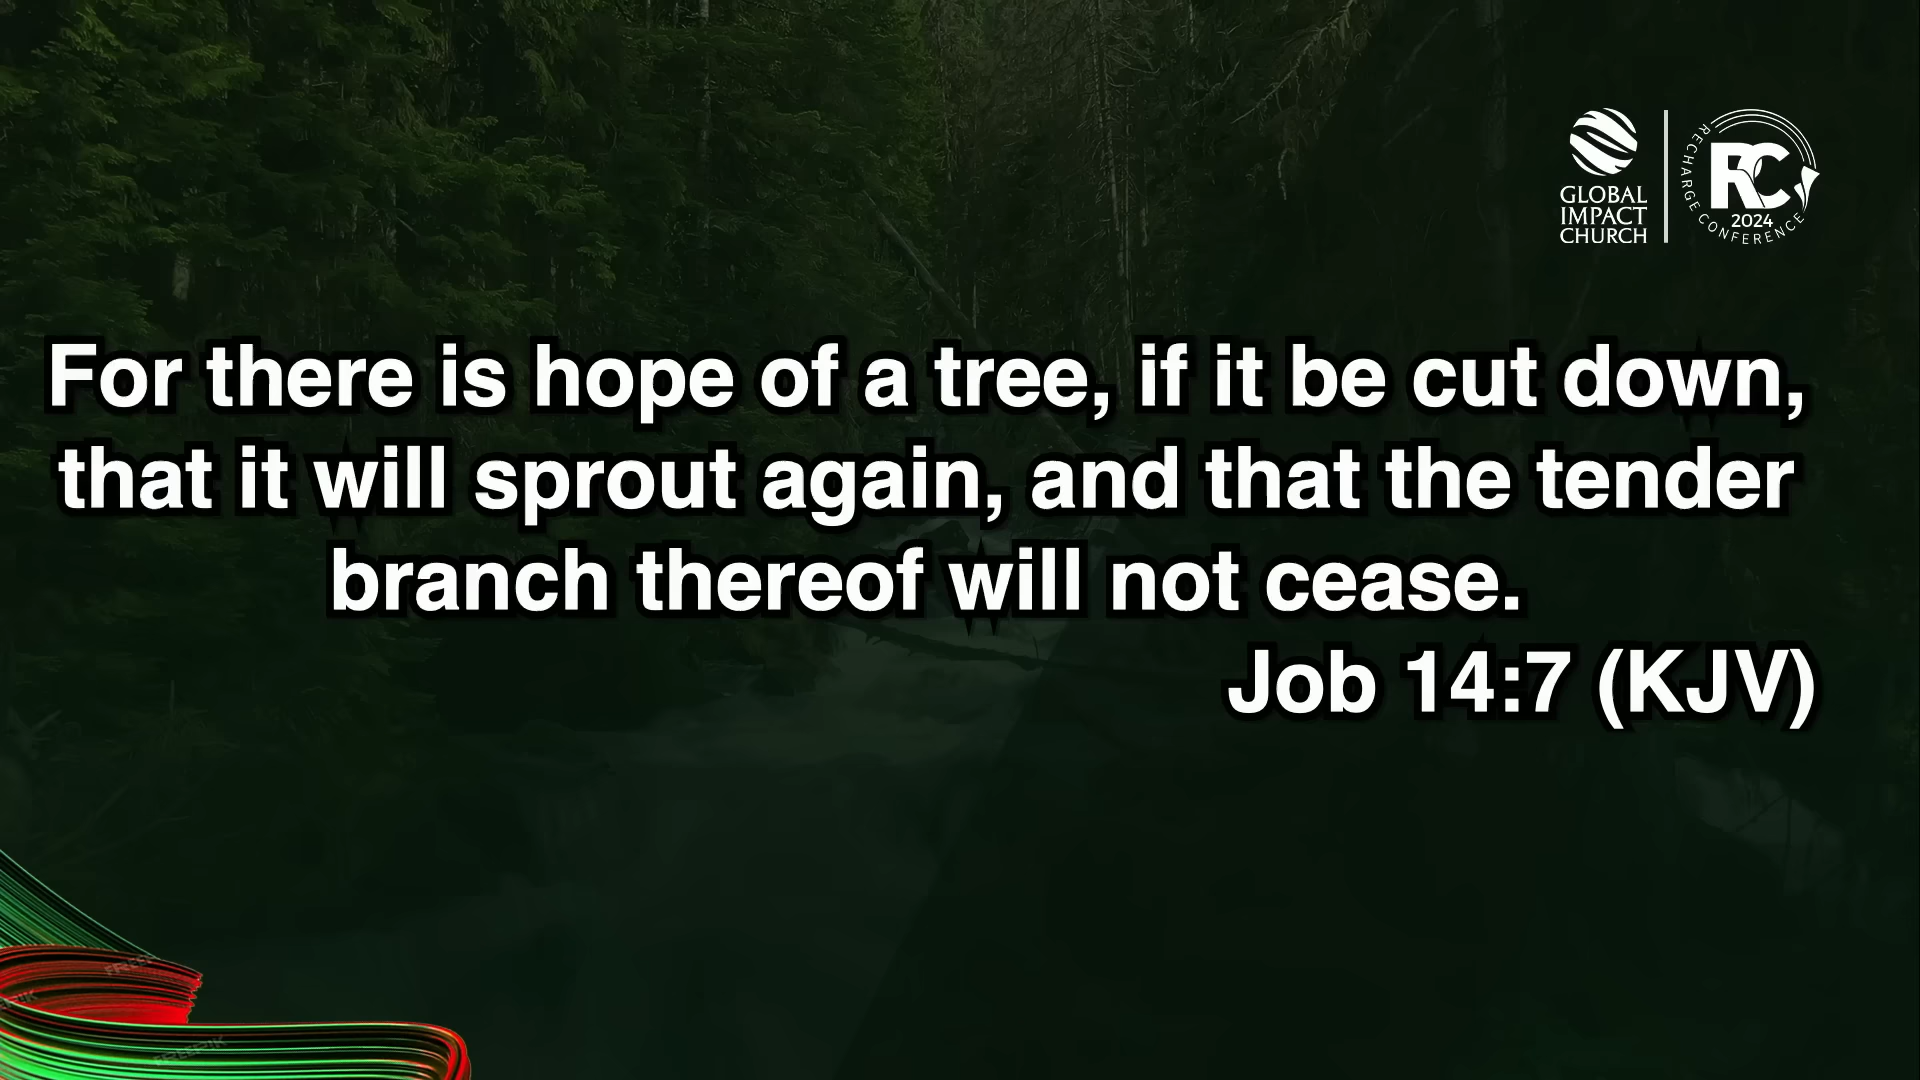 GLOBAL
IMPACT
CHURCH
RECHARGE CONFERENCE
RC
2024
For there is hope of a tree, if it be cut down,
that it will sprout again, and that the tender
branch thereof will not cease.
Job 14:7 (KJV)
FREEPIK